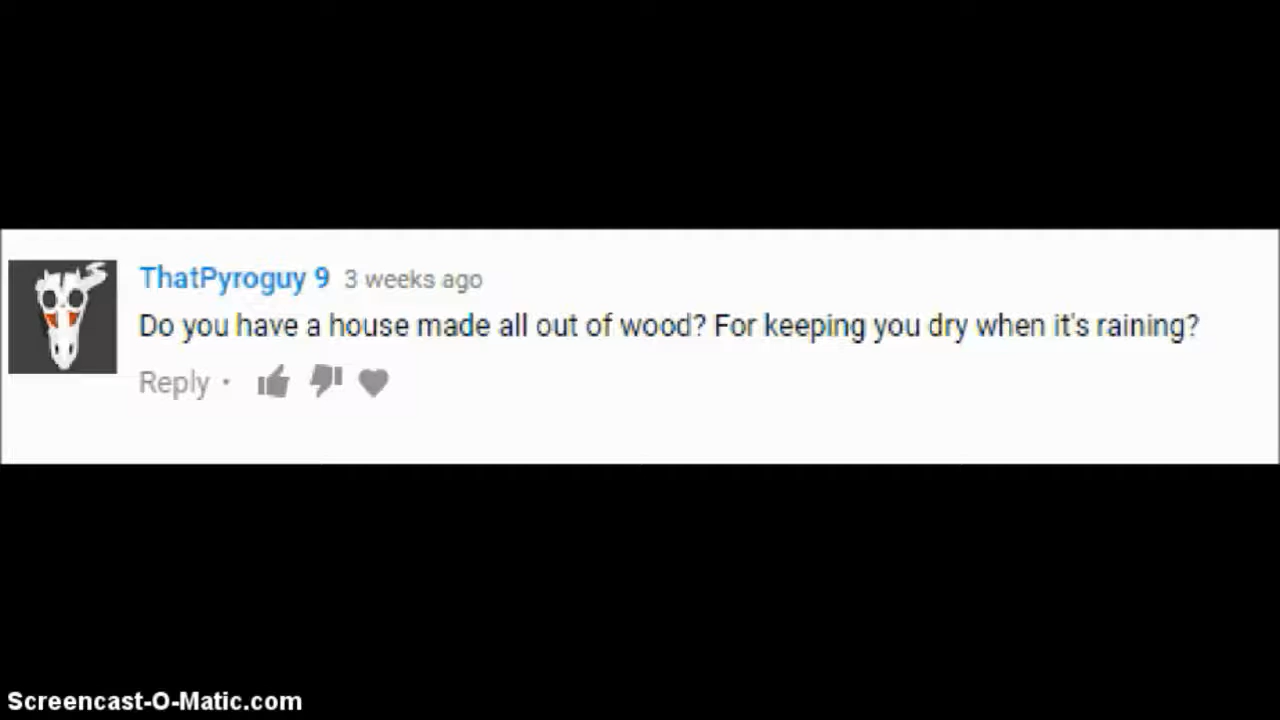 ThatPyroguy 9 3 weeks ago
Do you have a house made all out of wood? For keeping you dry when it's raining?
Reply •
Screencast-O-Matic.com